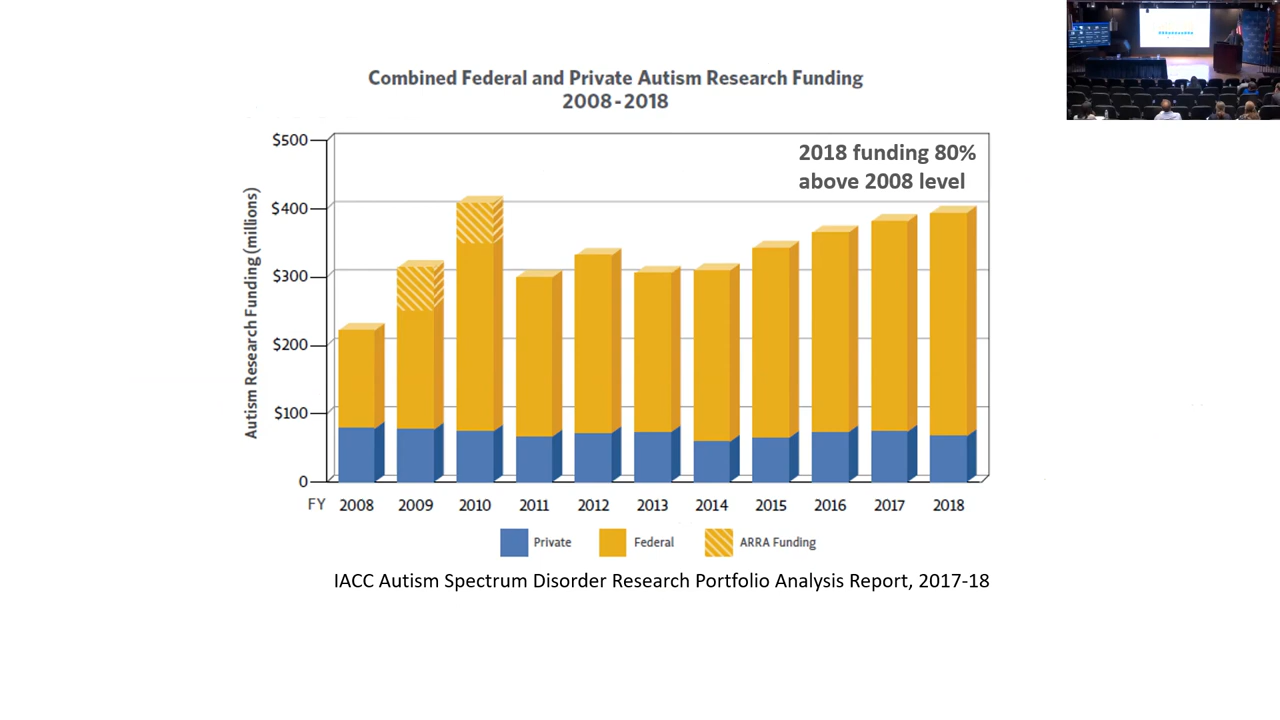 Combined Federal and Private Autism Research Funding
2008-2018
2018 funding 80%
above 2008 level
Autism Research Funding (millions)
$500
$400
$300
$200
$100
0
FY 2008 2009 2010 2011 2012 2013 2014 2015 2016 2017 2018
Private Federal ARRA Funding
IACC Autism Spectrum Disorder Research Portfolio Analysis Report, 2017-18